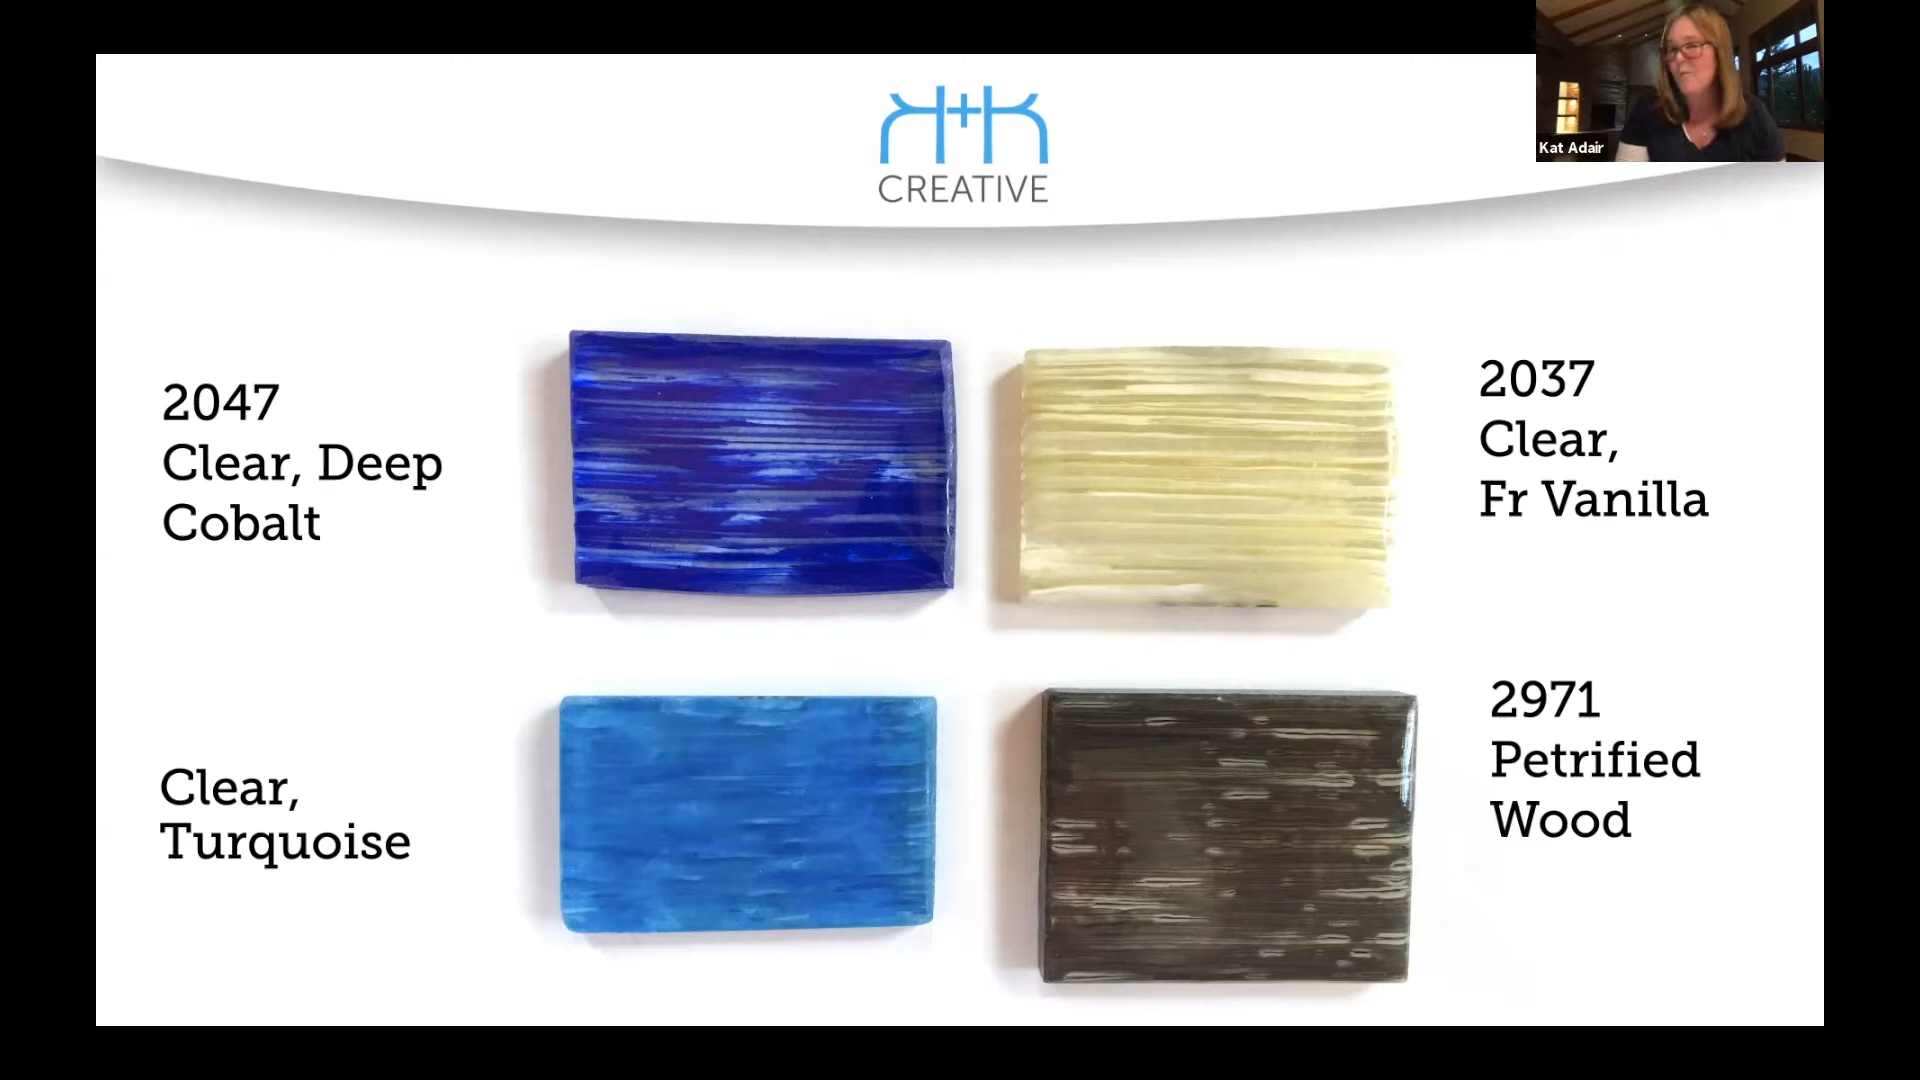 K+K
CREATIVE
Kat Adair
2047
Clear, Deep
Cobalt
2037
Clear,
Fr Vanilla
Clear,
Turquoise
2971
Petrified
Wood